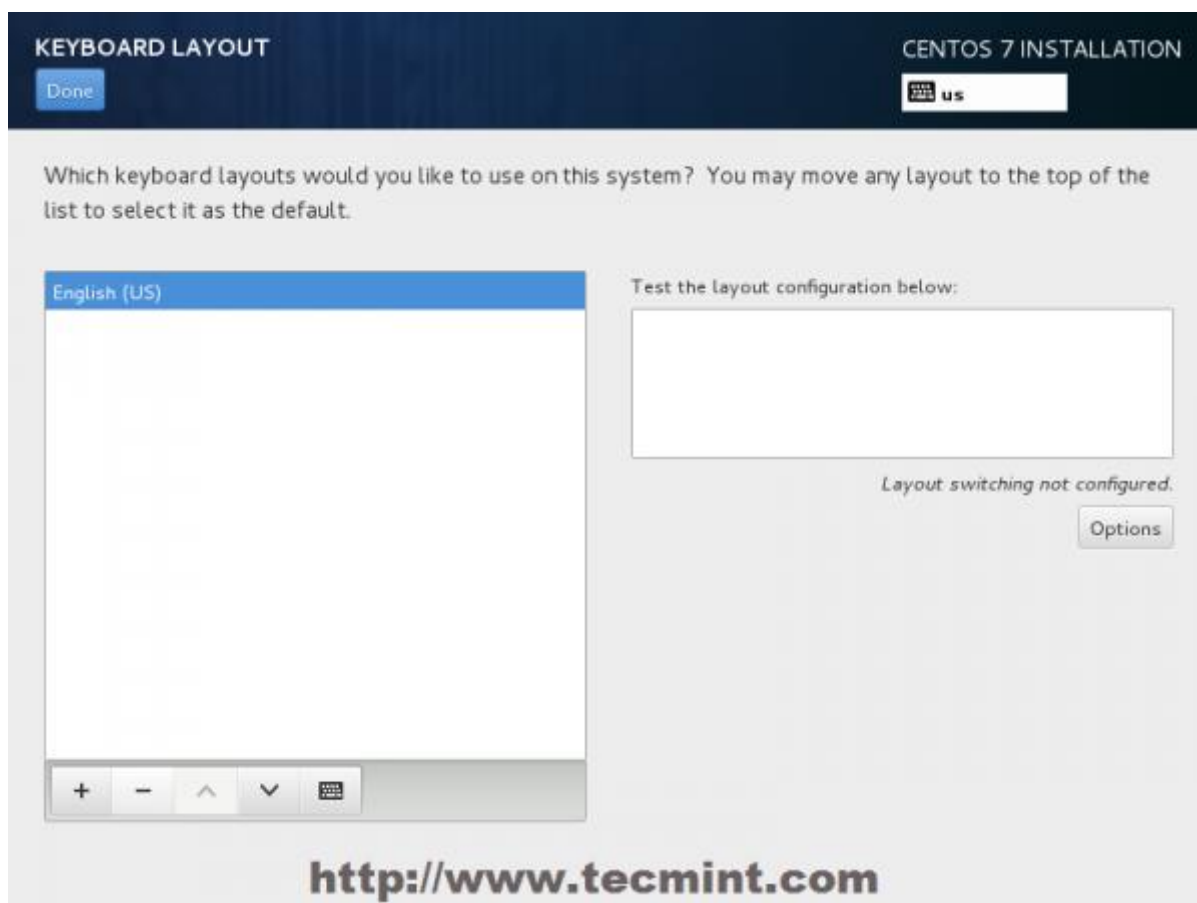 KEYBOARD LAYOUT
CENTOS 7 INSTALLATION
Done
us
Which keyboard layouts would you like to use on this system? You may move any layout to the top of the
list to select it as the default.
English (US)
Test the layout configuration below:
Layout switching not configured.
Options
http://www.tecmint.com